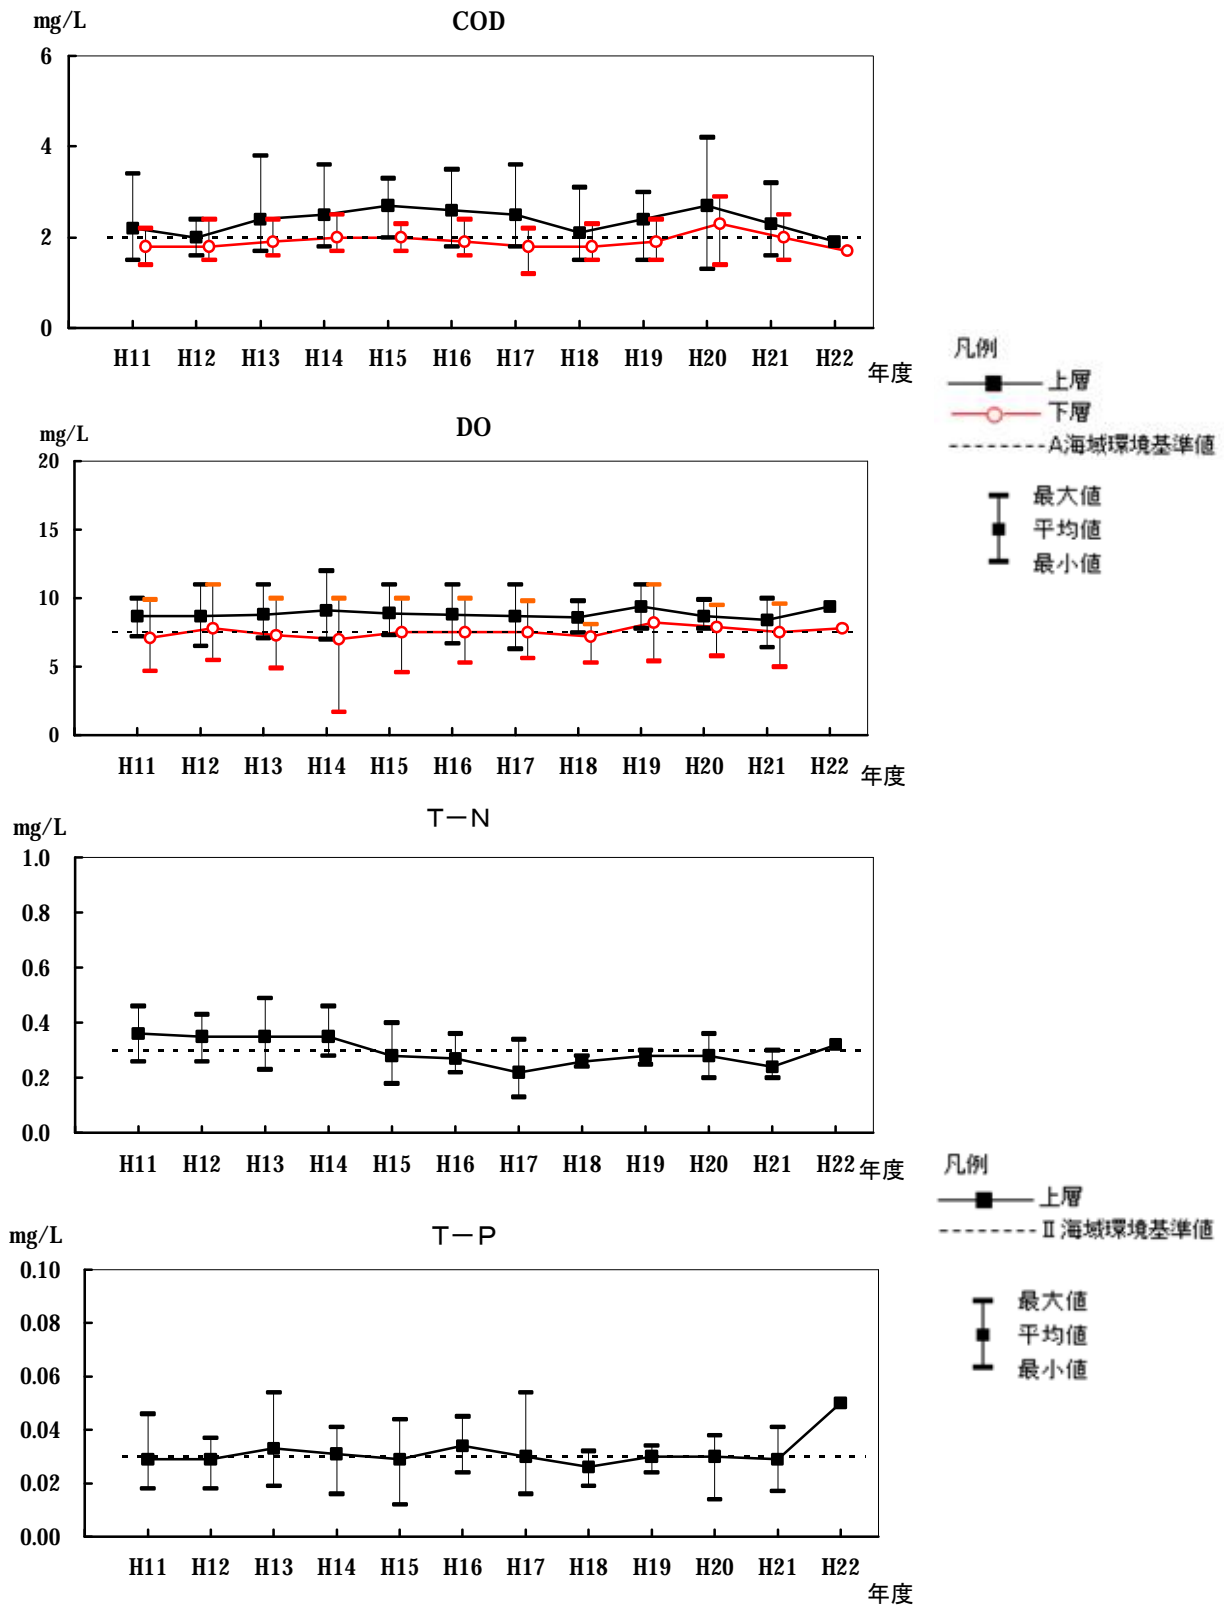 mg/L
COD
6
4
2
0
H11 H12 H13 H14 H15 H16 H17 H18 H19 H20 H21 H22
年度
凡例
上層
下層
A海域環境基準値
最大値
平均値
最小値
mg/L
DO
20
15
10
5
0
H11 H12 H13 H14 H15 H16 H17 H18 H19 H20 H21 H22
年度
mg/L
T－N
1.0
0.8
0.6
0.4
0.2
0.0
H11 H12 H13 H14 H15 H16 H17 H18 H19 H20 H21 H22
年度
凡例
上層
Ⅱ海域環境基準値
最大値
平均値
最小値
mg/L
T－P
0.10
0.08
0.06
0.04
0.02
0.00
H11 H12 H13 H14 H15 H16 H17 H18 H19 H20 H21 H22
年度